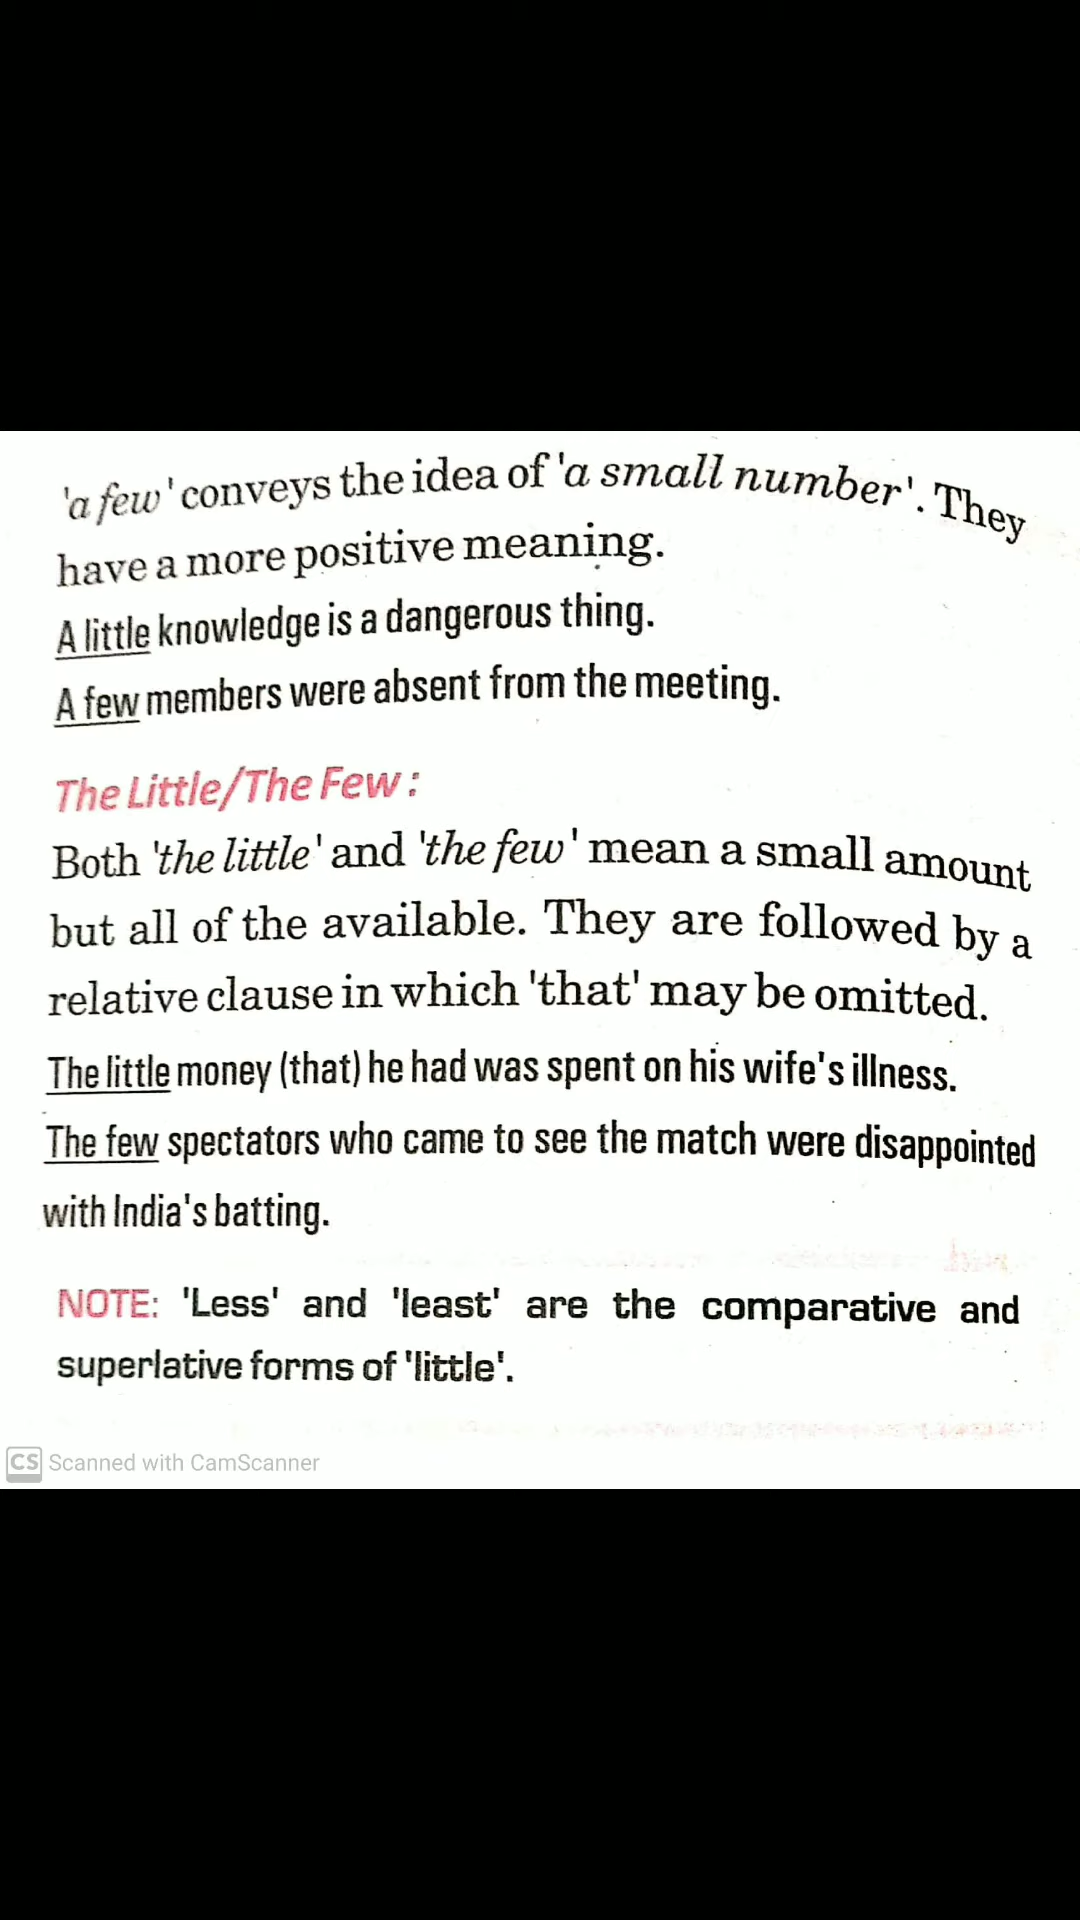 'a few' conveys the idea of 'a small number'. They
have a more positive meaning.
A little knowledge is a dangerous thing.
A few members were absent from the meeting.
The Little/The Few :
Both 'the little' and 'the few' mean a small amount
but all of the available. They are followed by a
relative clause in which 'that' may be omitted.
The little money (that) he had was spent on his wife's illness.
The few spectators who came to see the match were disappointed
with India's batting.
NOTE: 'Less' and 'least' are the comparative and
superlative forms of 'little'.
CS Scanned with CamScanner